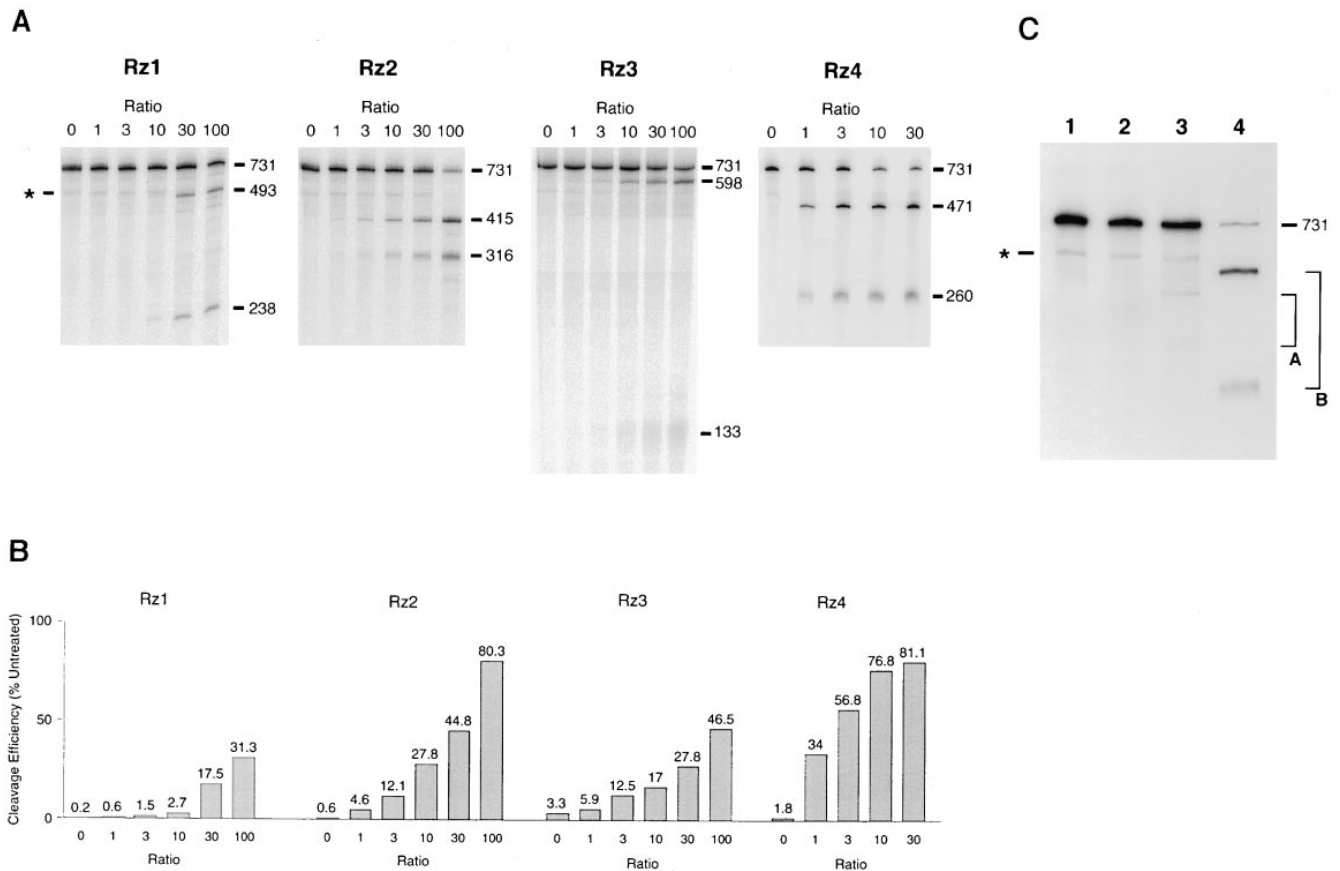 A
Rz1
Ratio
0 1 3 10 30 100
731
* 493
238
Rz2
Ratio
0 1 3 10 30 100
731
415
316
Rz3
Ratio
0 1 3 10 30 100
731
598
133
Rz4
Ratio
0 1 3 10 30
731
471
260
C
1 2 3 4
731
*
A
B
B
Cleavage Efficiency (% Untreated)
100
50
0
Rz1
0.2 0.6 1.5 2.7 17.5 31.3
0 1 3 10 30 100
Ratio
Rz2
0.6 4.6 12.1 27.8 44.8 80.3
0 1 3 10 30 100
Ratio
Rz3
3.3 5.9 12.5 17 27.8 46.5
0 1 3 10 30 100
Ratio
Rz4
1.8 34 56.8 76.8 81.1
0 1 3 10 30
Ratio